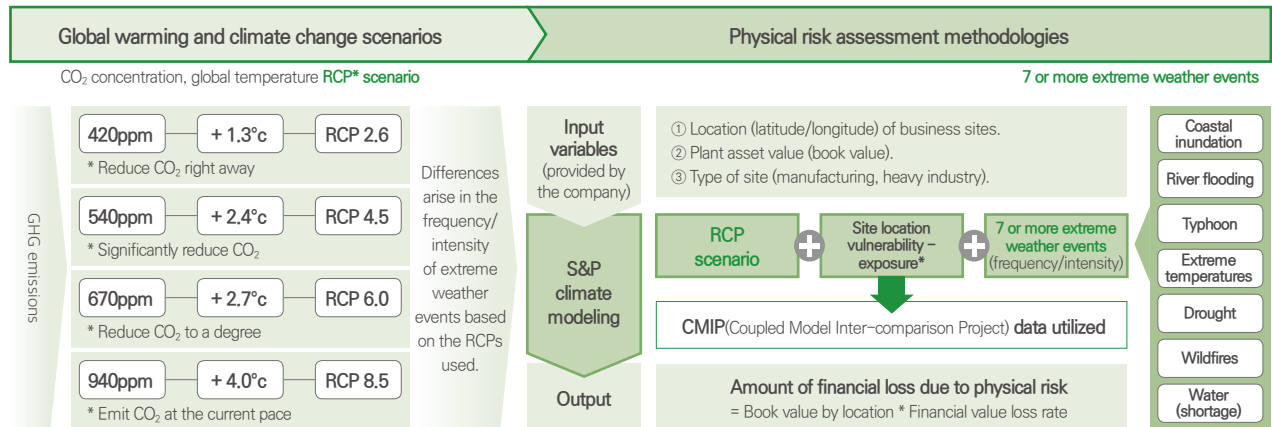 Global warming and climate change scenarios
Physical risk assessment methodologies
CO₂ concentration, global temperature RCP* scenario
7 or more extreme weather events
GHG emissions
420ppm
+ 1.3°c
RCP 2.6
* Reduce CO₂ right away
540ppm
+ 2.4°c
RCP 4.5
* Significantly reduce CO₂
670ppm
+ 2.7°c
RCP 6.0
* Reduce CO₂ to a degree
940ppm
+ 4.0°c
RCP 8.5
* Emit CO₂ at the current pace
Differences
arise in the
frequency/
intensity
of extreme
weather
events based
on the RCPs
used.
Input
variables
(provided by
the company)
① Location (latitude/longitude) of business sites.
② Plant asset value (book value).
③ Type of site (manufacturing, heavy industry).
S&P
climate
modeling
RCP
scenario
Site location
vulnerability –
exposure*
7 or more extreme
weather events
(frequency/intensity)
CMIP(Coupled Model Inter-comparison Project) data utilized
Output
Amount of financial loss due to physical risk
= Book value by location * Financial value loss rate
Coastal
inundation
River flooding
Typhoon
Extreme
temperatures
Drought
Wildfires
Water
(shortage)